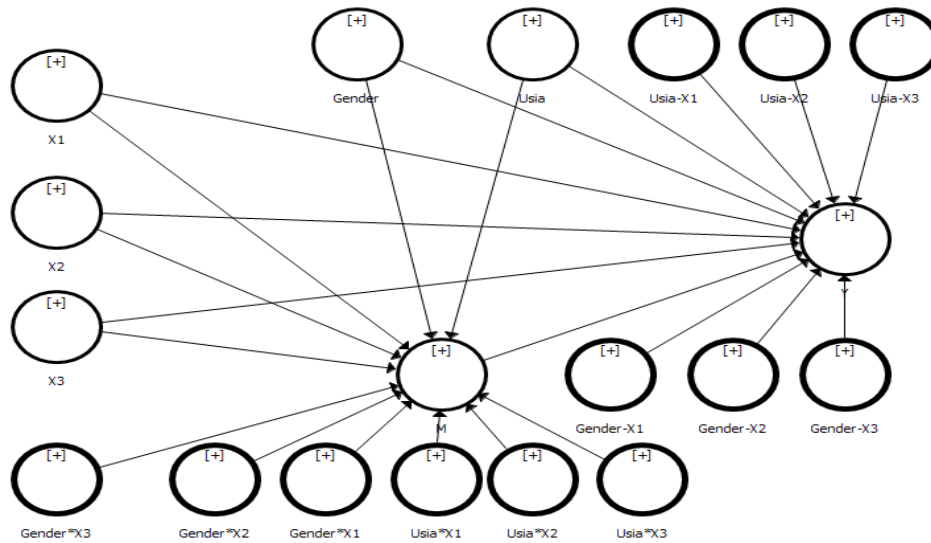 [+]
Gender
[+]
Usia
[+]
Usia-X1
[+]
Usia-X2
[+]
Usia-X3
[+]
X1
[+]
X2
[+]
X3
[+]
Y
[+]
M
[+]
Gender-X1
[+]
Gender-X2
[+]
Gender-X3
[+]
Gender*X3
[+]
Gender*X2
[+]
Gender*X1
[+]
Usia*X1
[+]
Usia*X2
[+]
Usia*X3